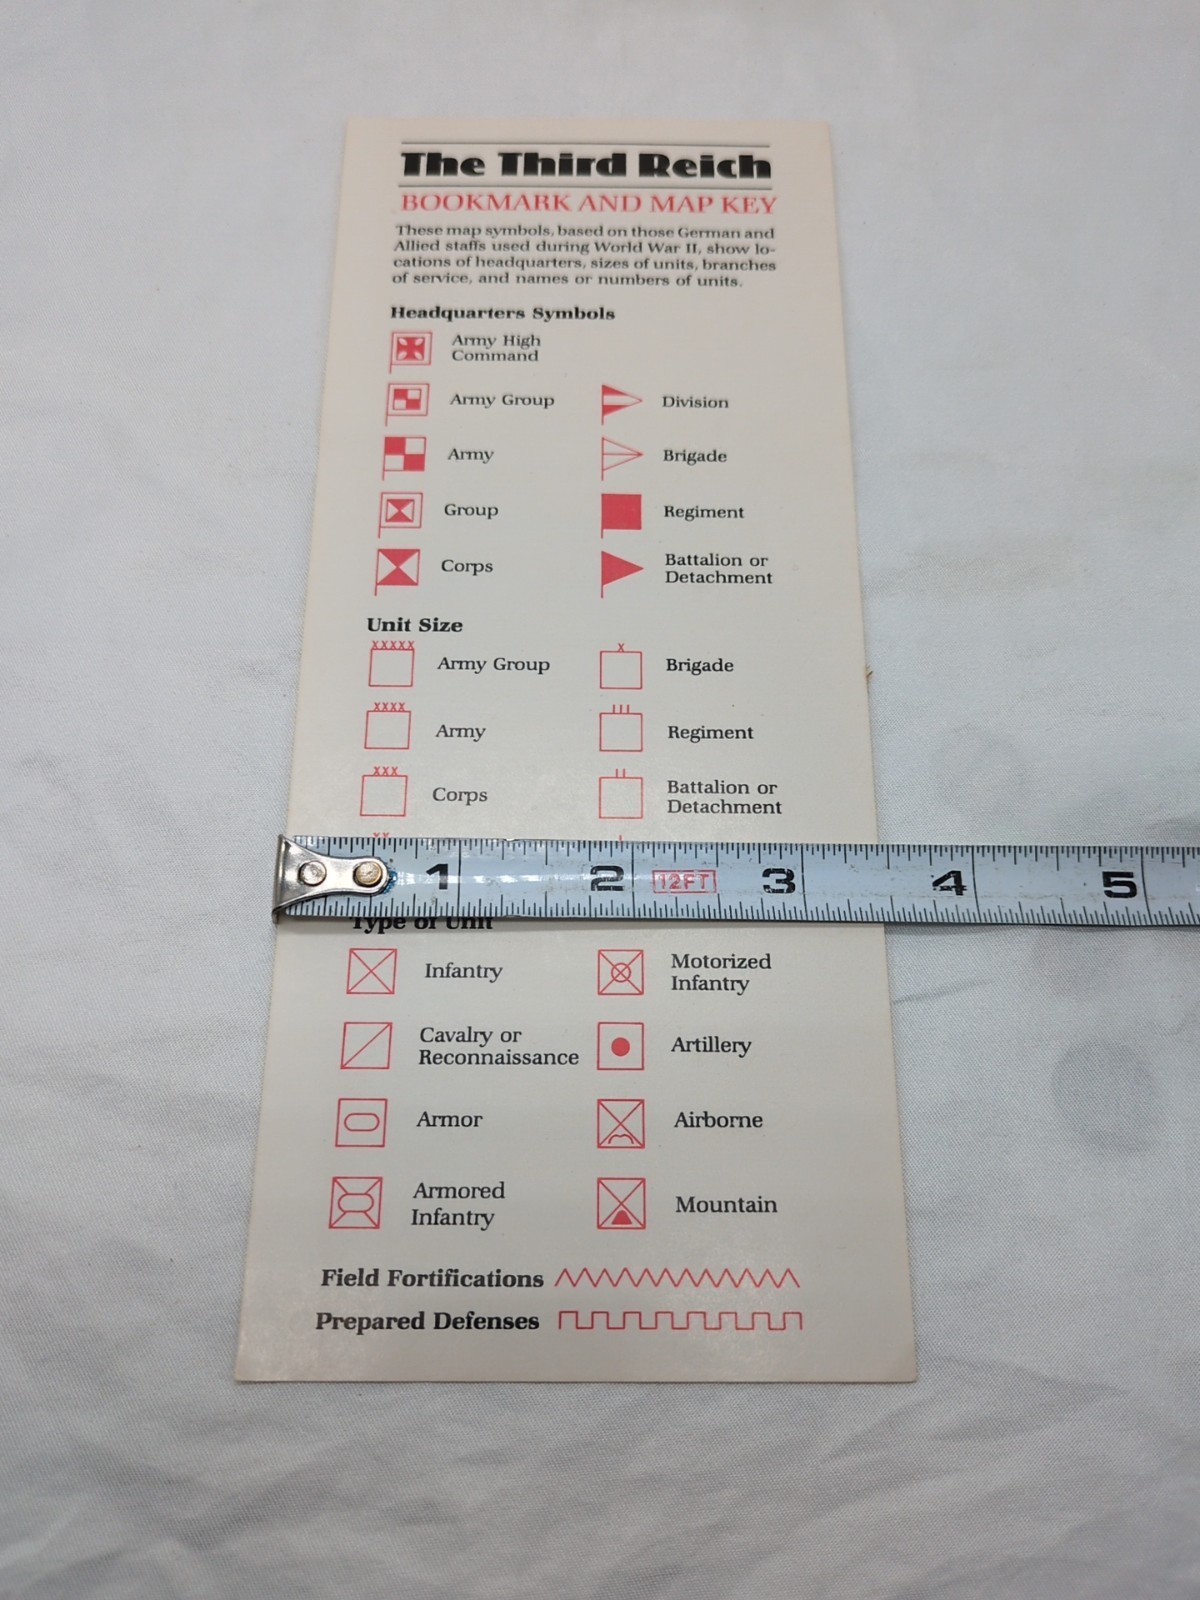 The Third Reich
BOOKMARK AND MAP KEY
These map symbols, based on those German and
Allied staffs used during World War II, show lo-
cations of headquarters, sizes of units, branches
of service, and names or numbers of units.
Headquarters Symbols
Army High
Command
Army Group
Division
Army
Brigade
Group
Regiment
Corps
Battalion or
Detachment
Unit Size
XXXXX
Army Group
X
Brigade
XXXX
Army
III
Regiment
XXX
Corps
II
Battalion or
Detachment
XX
1 2 12FT 3 4 5
Type of Unit
Infantry
Motorized
Infantry
Cavalry or
Reconnaissance
Artillery
Armor
Airborne
Armored
Infantry
Mountain
Field Fortifications
Prepared Defenses